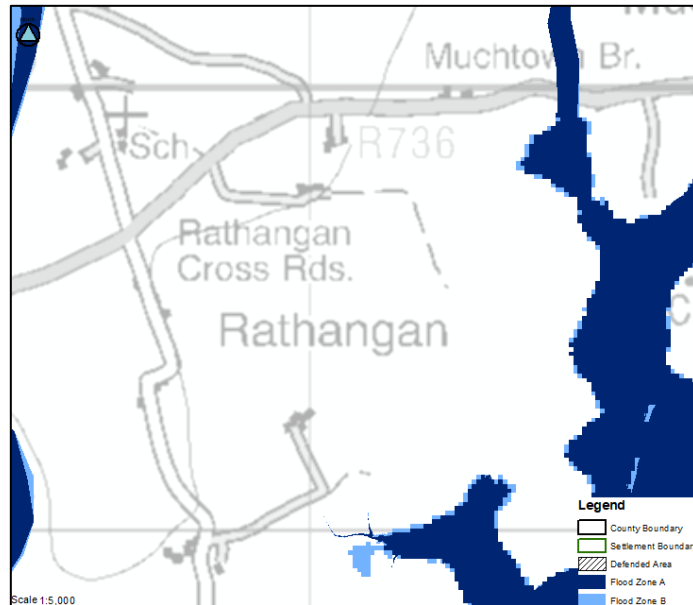 Muchtown Br.
Sch
R736
Rathangan
Cross Rds.
Rathangan
C
Legend
County Boundary
Settlement Boundar
Defended Area
Flood Zone A
Flood Zone B
Scale 1:5,000